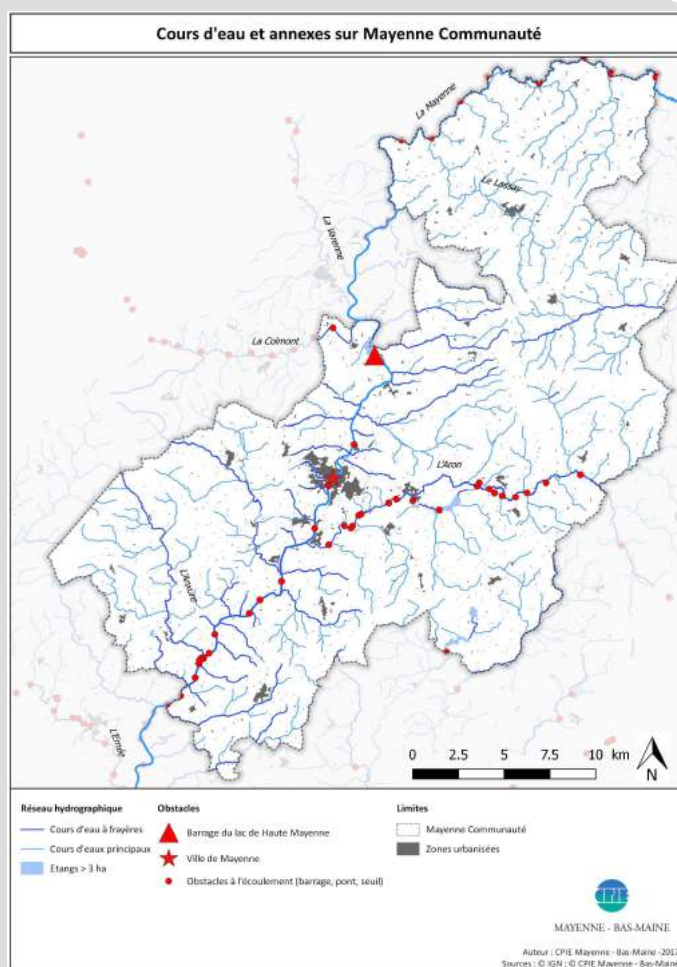 Cours d'eau et annexes sur Mayenne Communauté
La Mayenne
Le Lassay
La Varenne
La Colmont
L'Aron
L'Anvure
L'Ernée
0 2.5 5 7.5 10 km
N
Réseau hydrographique
Cours d'eau à frayères
Cours d'eaux principaux
Etangs > 3 ha
Obstacles
Barrage du lac de Haute Mayenne
Ville de Mayenne
Obstacles à l'écoulement (barrage, pont, seuil)
Limites
Mayenne Communauté
Zones urbanisées
CPIE
MAYENNE - BAS-MAINE
Auteur : CPIE Mayenne - Bas-Maine -2017
Sources : © IGN ; © CPIE Mayenne - Bas-Maine